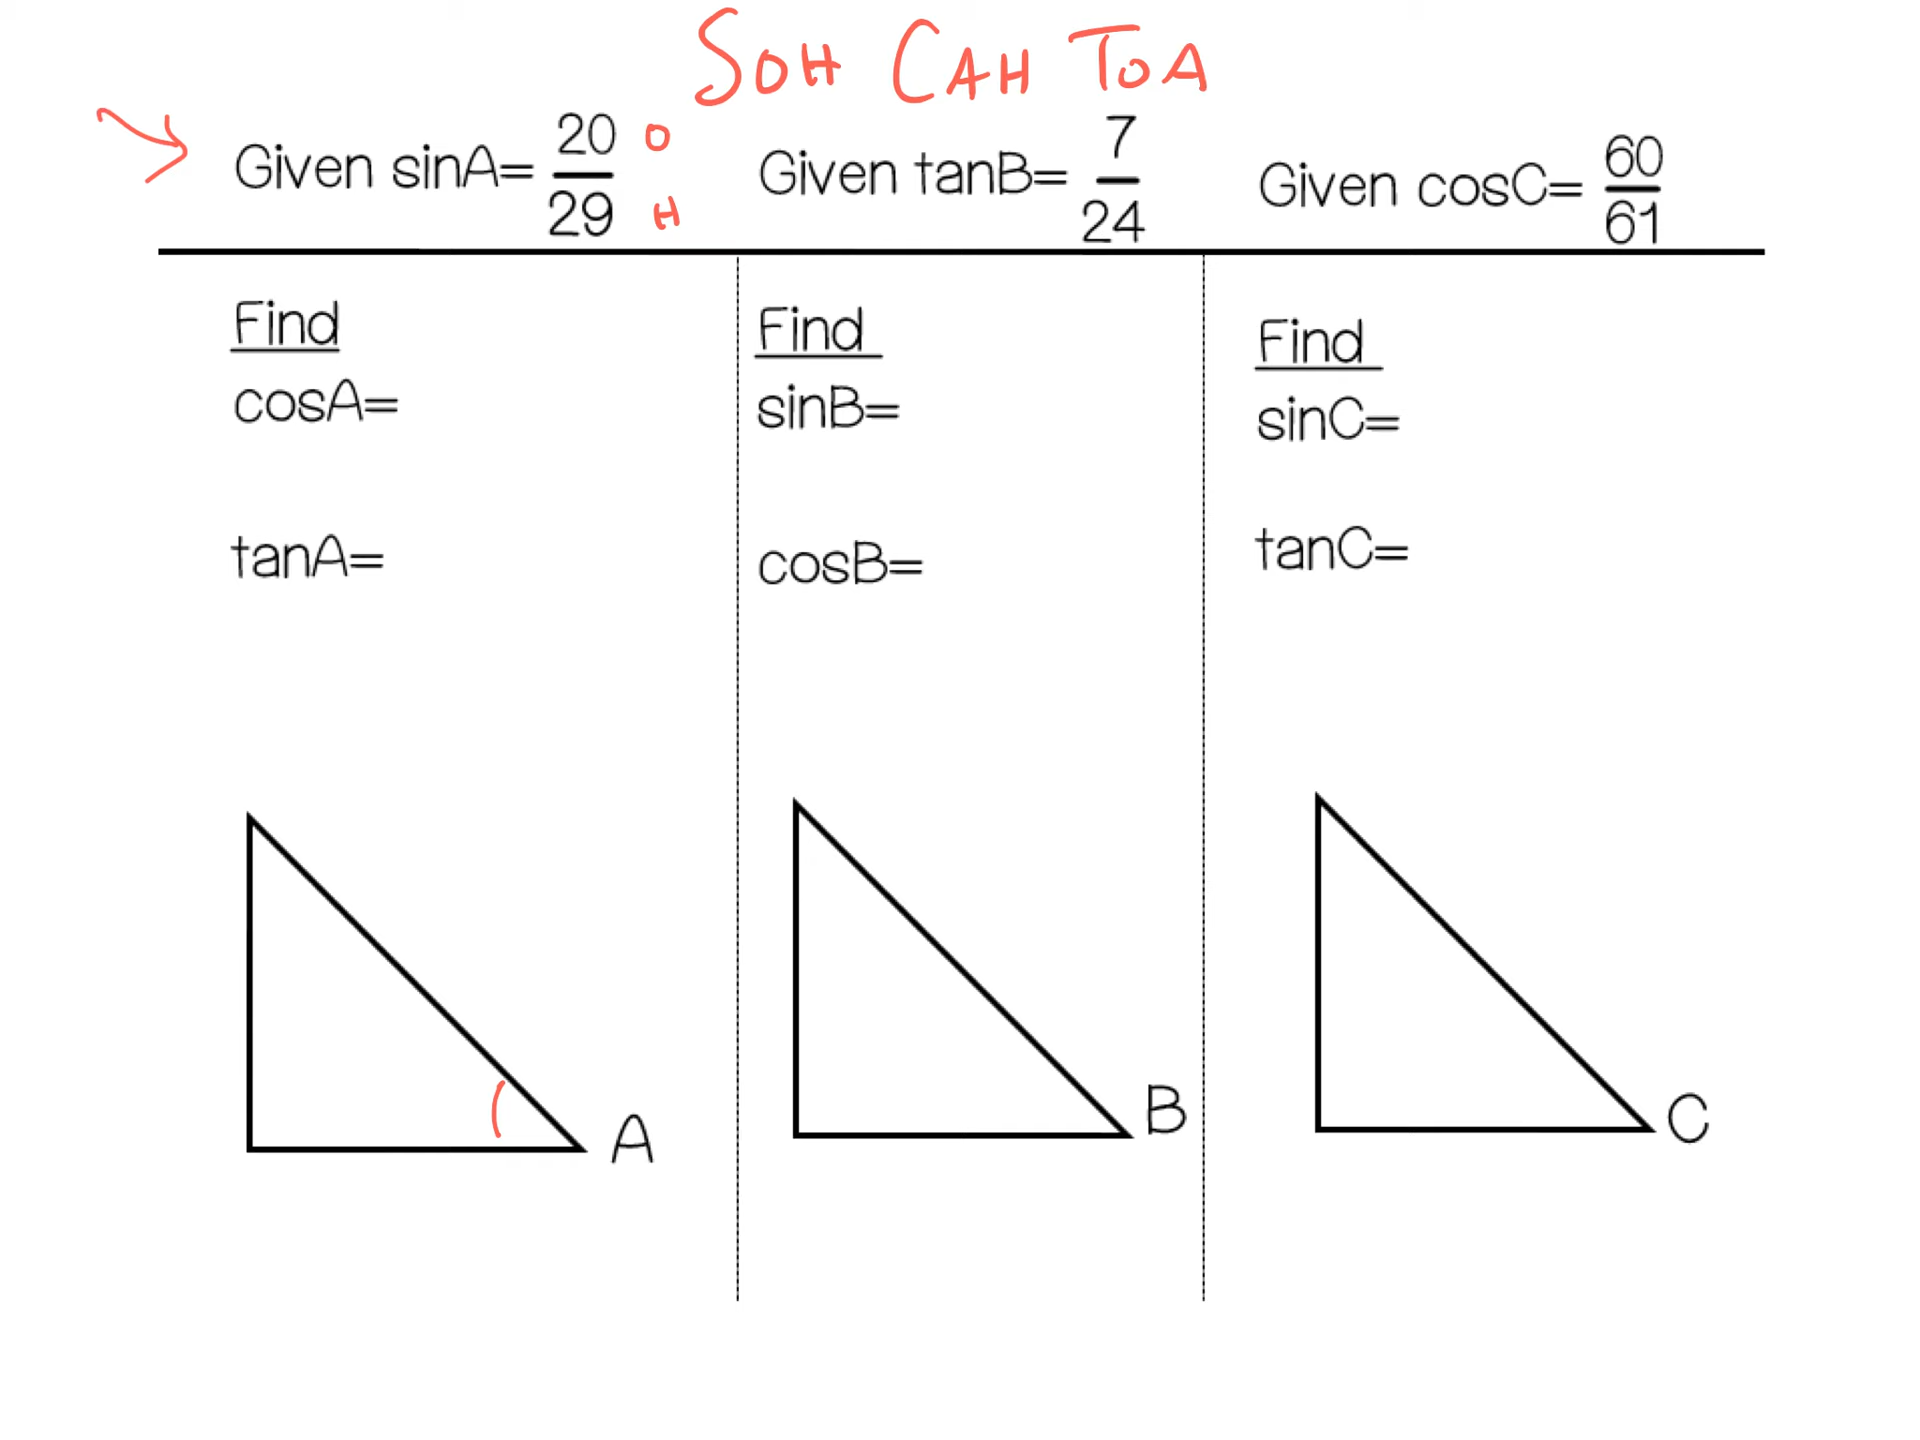 SOH CAH TOA
Given sinA= 20/29 O H
Given tanB= 7/24
Given cosC= 60/61
Find
cosA=
tanA=
Find
sinB=
cosB=
Find
sinC=
tanC=
A
B
C